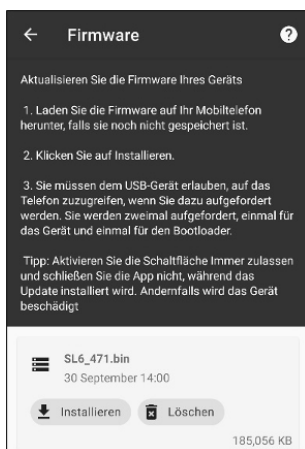 Firmware
Aktualisieren Sie die Firmware Ihres Geräts
1. Laden Sie die Firmware auf Ihr Mobiltelefon
herunter, falls sie noch nicht gespeichert ist.
2. Klicken Sie auf Installieren.
3. Sie müssen dem USB-Gerät erlauben, auf das
Telefon zuzugreifen, wenn Sie dazu aufgefordert
werden. Sie werden zweimal aufgefordert, einmal für
das Gerät und einmal für den Bootloader.
Tipp: Aktivieren Sie die Schaltfläche Immer zulassen
und schließen Sie die App nicht, während das
Update installiert wird. Andernfalls wird das Gerät
beschädigt
SL6_471.bin
30 September 14:00
Installieren Löschen
185,056 KB